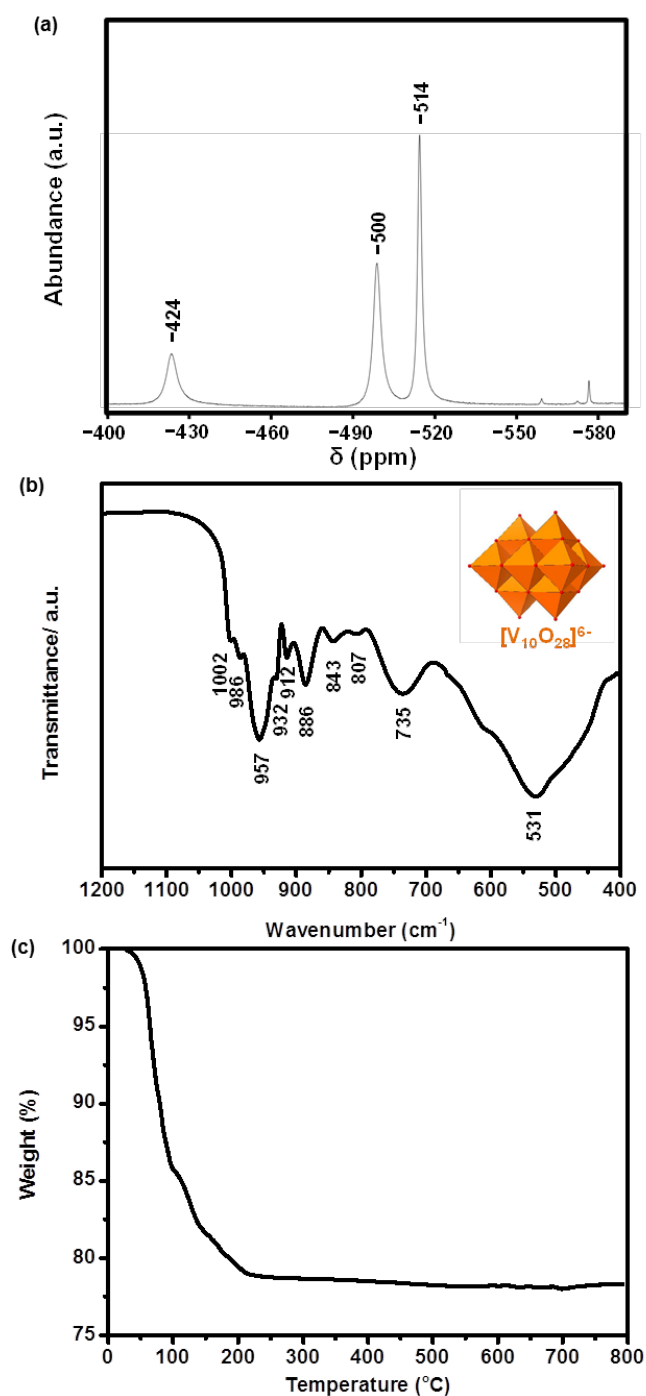 (a)
Abundance (a.u.)
−424
−500
−514
−400 −430 −460 −490 −520 −550 −580
δ (ppm)
(b)
Transmittance/ a.u.
[V10O28]6-
1002
986
957
932
912
886
843
807
735
531
1200 1100 1000 900 800 700 600 500 400
Wavenumber (cm-1)
(c)
Weight (%)
100
95
90
85
80
75
0 100 200 300 400 500 600 700 800
Temperature (°C)